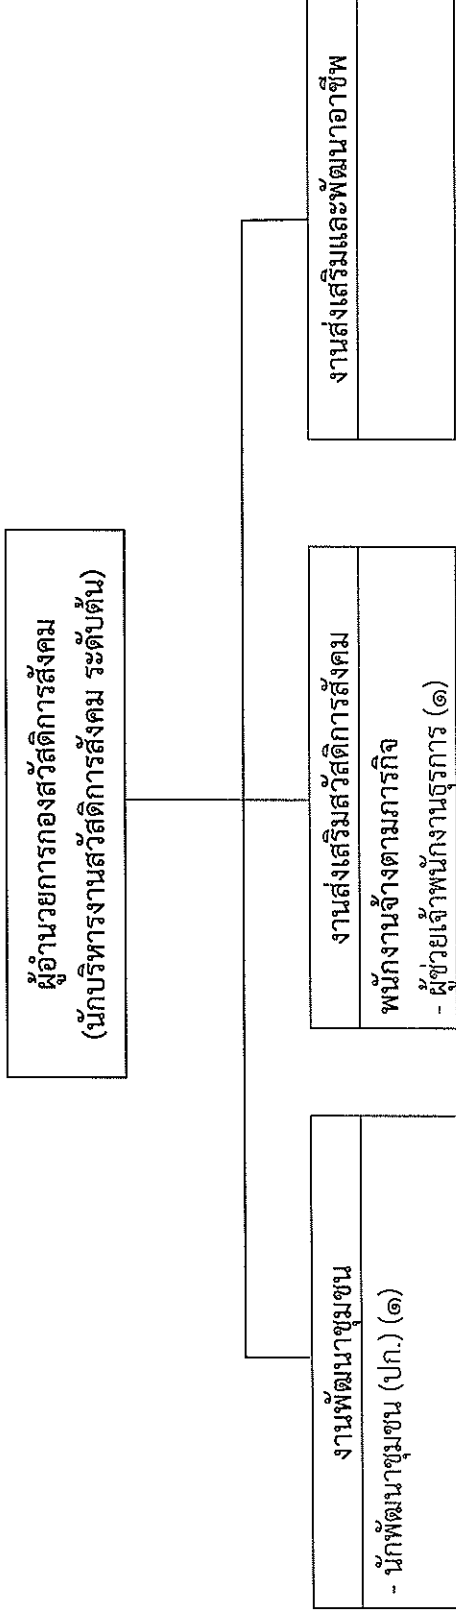 ผู้อำนวยการกองสวัสดิการสังคม
(นักบริหารงานสวัสดิการสังคม ระดับต้น)
งานพัฒนาชุมชน
- นักพัฒนาชุมชน (ปก.) (๑)
งานส่งเสริมสวัสดิการสังคม
พนักงานจ้างตามภารกิจ
- ผู้ช่วยเจ้าพนักงานธุรการ (๑)
งานส่งเสริมและพัฒนาอาชีพ